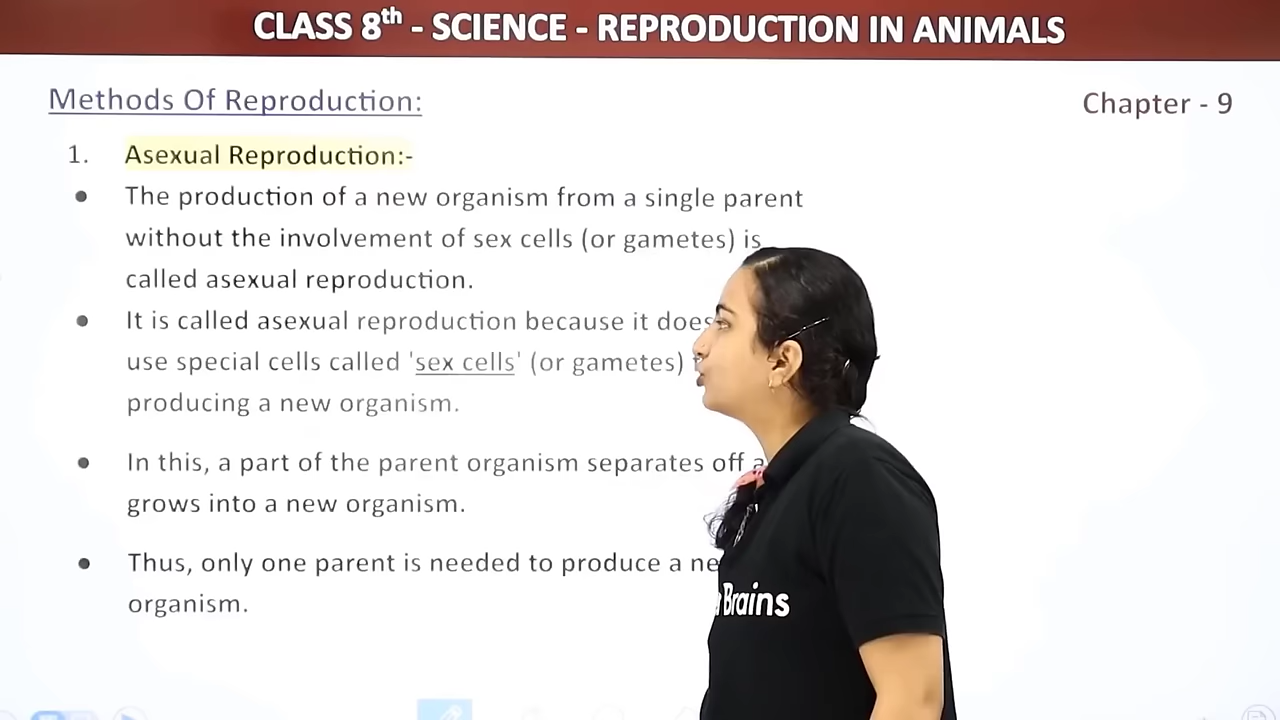 CLASS 8th - SCIENCE - REPRODUCTION IN ANIMALS
Methods Of Reproduction:
Chapter - 9
1. Asexual Reproduction:-
• The production of a new organism from a single parent
without the involvement of sex cells (or gametes) is
called asexual reproduction.
• It is called asexual reproduction because it does
use special cells called 'sex cells' (or gametes)
producing a new organism.
• In this, a part of the parent organism separates off
grows into a new organism.
• Thus, only one parent is needed to produce a
organism.
Brains